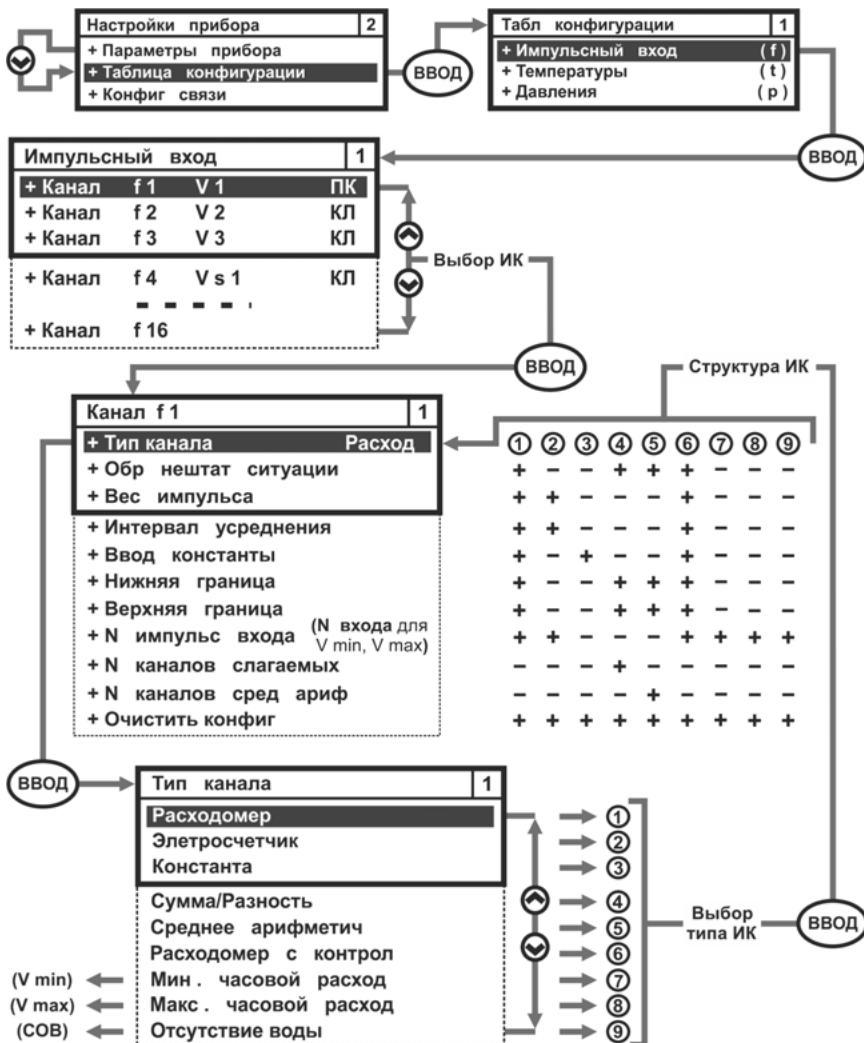 Настройки прибора 2
+ Параметры прибора
+ Таблица конфигурации
+ Конфиг связи
ВВОД
Табл конфигурации 1
+ Импульсный вход (f)
+ Температуры (t)
+ Давления (p)
ВВОД
Импульсный вход 1
+ Канал f 1 V 1 ПК
+ Канал f 2 V 2 КЛ
+ Канал f 3 V 3 КЛ
+ Канал f 4 V s 1 КЛ
+ Канал f 16
Выбор ИК
ВВОД
Структура ИК
Канал f 1 1
+ Тип канала Расход
+ Обр нештат ситуации
+ Вес импульса
+ Интервал усреднения
+ Ввод константы
+ Нижняя граница
+ Верхняя граница
+ N импульс входа (N входа для
V min, V max)
+ N каналов слагаемых
+ N каналов сред ариф
+ Очистить конфиг
1 2 3 4 5 6 7 8 9
+ − − + + + − − −
+ + − − − + − − −
+ + − − − + − − −
+ − + − − + − − −
+ − − + + + − − −
+ − − + + + − − −
+ + − − − + + + +
− − − + − − − − −
− − − − + − − − −
+ + + + + + + + +
ВВОД
Тип канала 1
Расходомер 1
Элетросчетчик 2
Константа 3
Сумма/Разность 4
Среднее арифметич 5
Расходомер с контрол 6
(V min) Мин . часовой расход 7
(V max) Макс . часовой расход 8
(СОВ) Отсутствие воды 9
Выбор
типа ИК
ВВОД